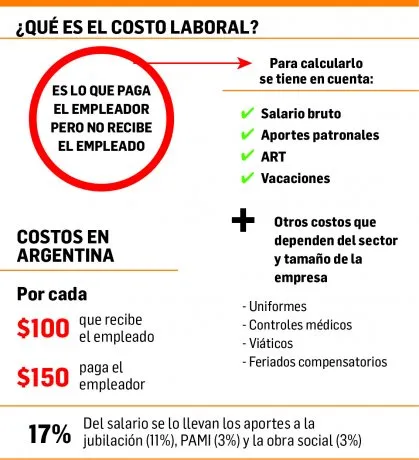 ¿QUÉ ES EL COSTO LABORAL?
ES LO QUE PAGA
EL EMPLEADOR
PERO NO RECIBE
EL EMPLEADO
Para calcularlo
se tiene en cuenta:
✔ Salario bruto
✔ Aportes patronales
✔ ART
✔ Vacaciones
+ Otros costos que
dependen del sector
y tamaño de la
empresa
- Uniformes
- Controles médicos
- Viáticos
- Feriados compensatorios
COSTOS EN
ARGENTINA
Por cada
$100 que recibe
el empleado
$150 paga el
empleador
17% Del salario se lo llevan los aportes a la
jubilación (11%), PAMI (3%) y la obra social (3%)